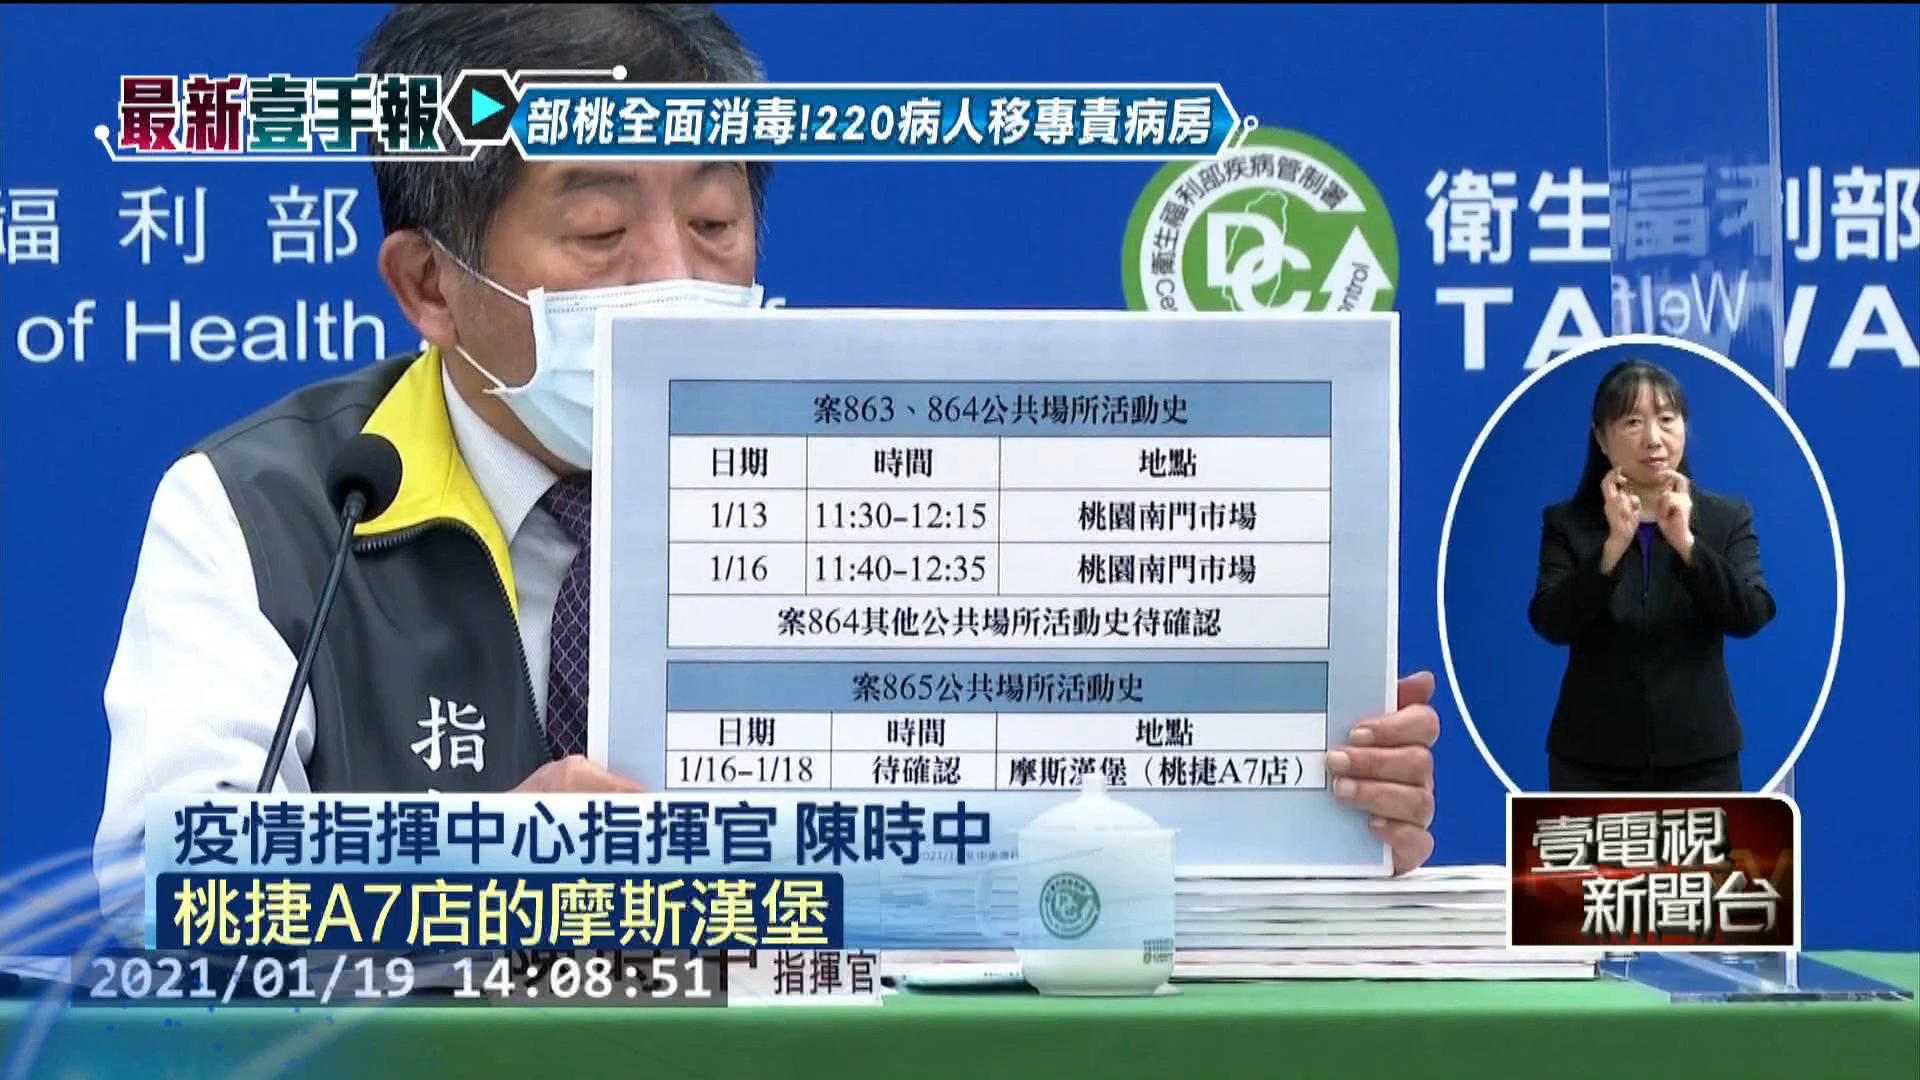 最新壹手報
部桃全面消毒!220病人移專責病房
福利部
of Health
衛生福利部疾病管制署
DC
Control
衛生福利部
TA WA
案863、864公共場所活動史
日期 時間 地點
1/13 11:30-12:15 桃園南門市場
1/16 11:40-12:35 桃園南門市場
案864其他公共場所活動史待確認
案865公共場所活動史
日期 時間 地點
1/16-1/18 待確認 摩斯漢堡(桃捷A7店)
指
疫情指揮中心指揮官 陳時中
桃捷A7店的摩斯漢堡
壹電視
新聞台
2021/01/19 14:08:51
指揮官